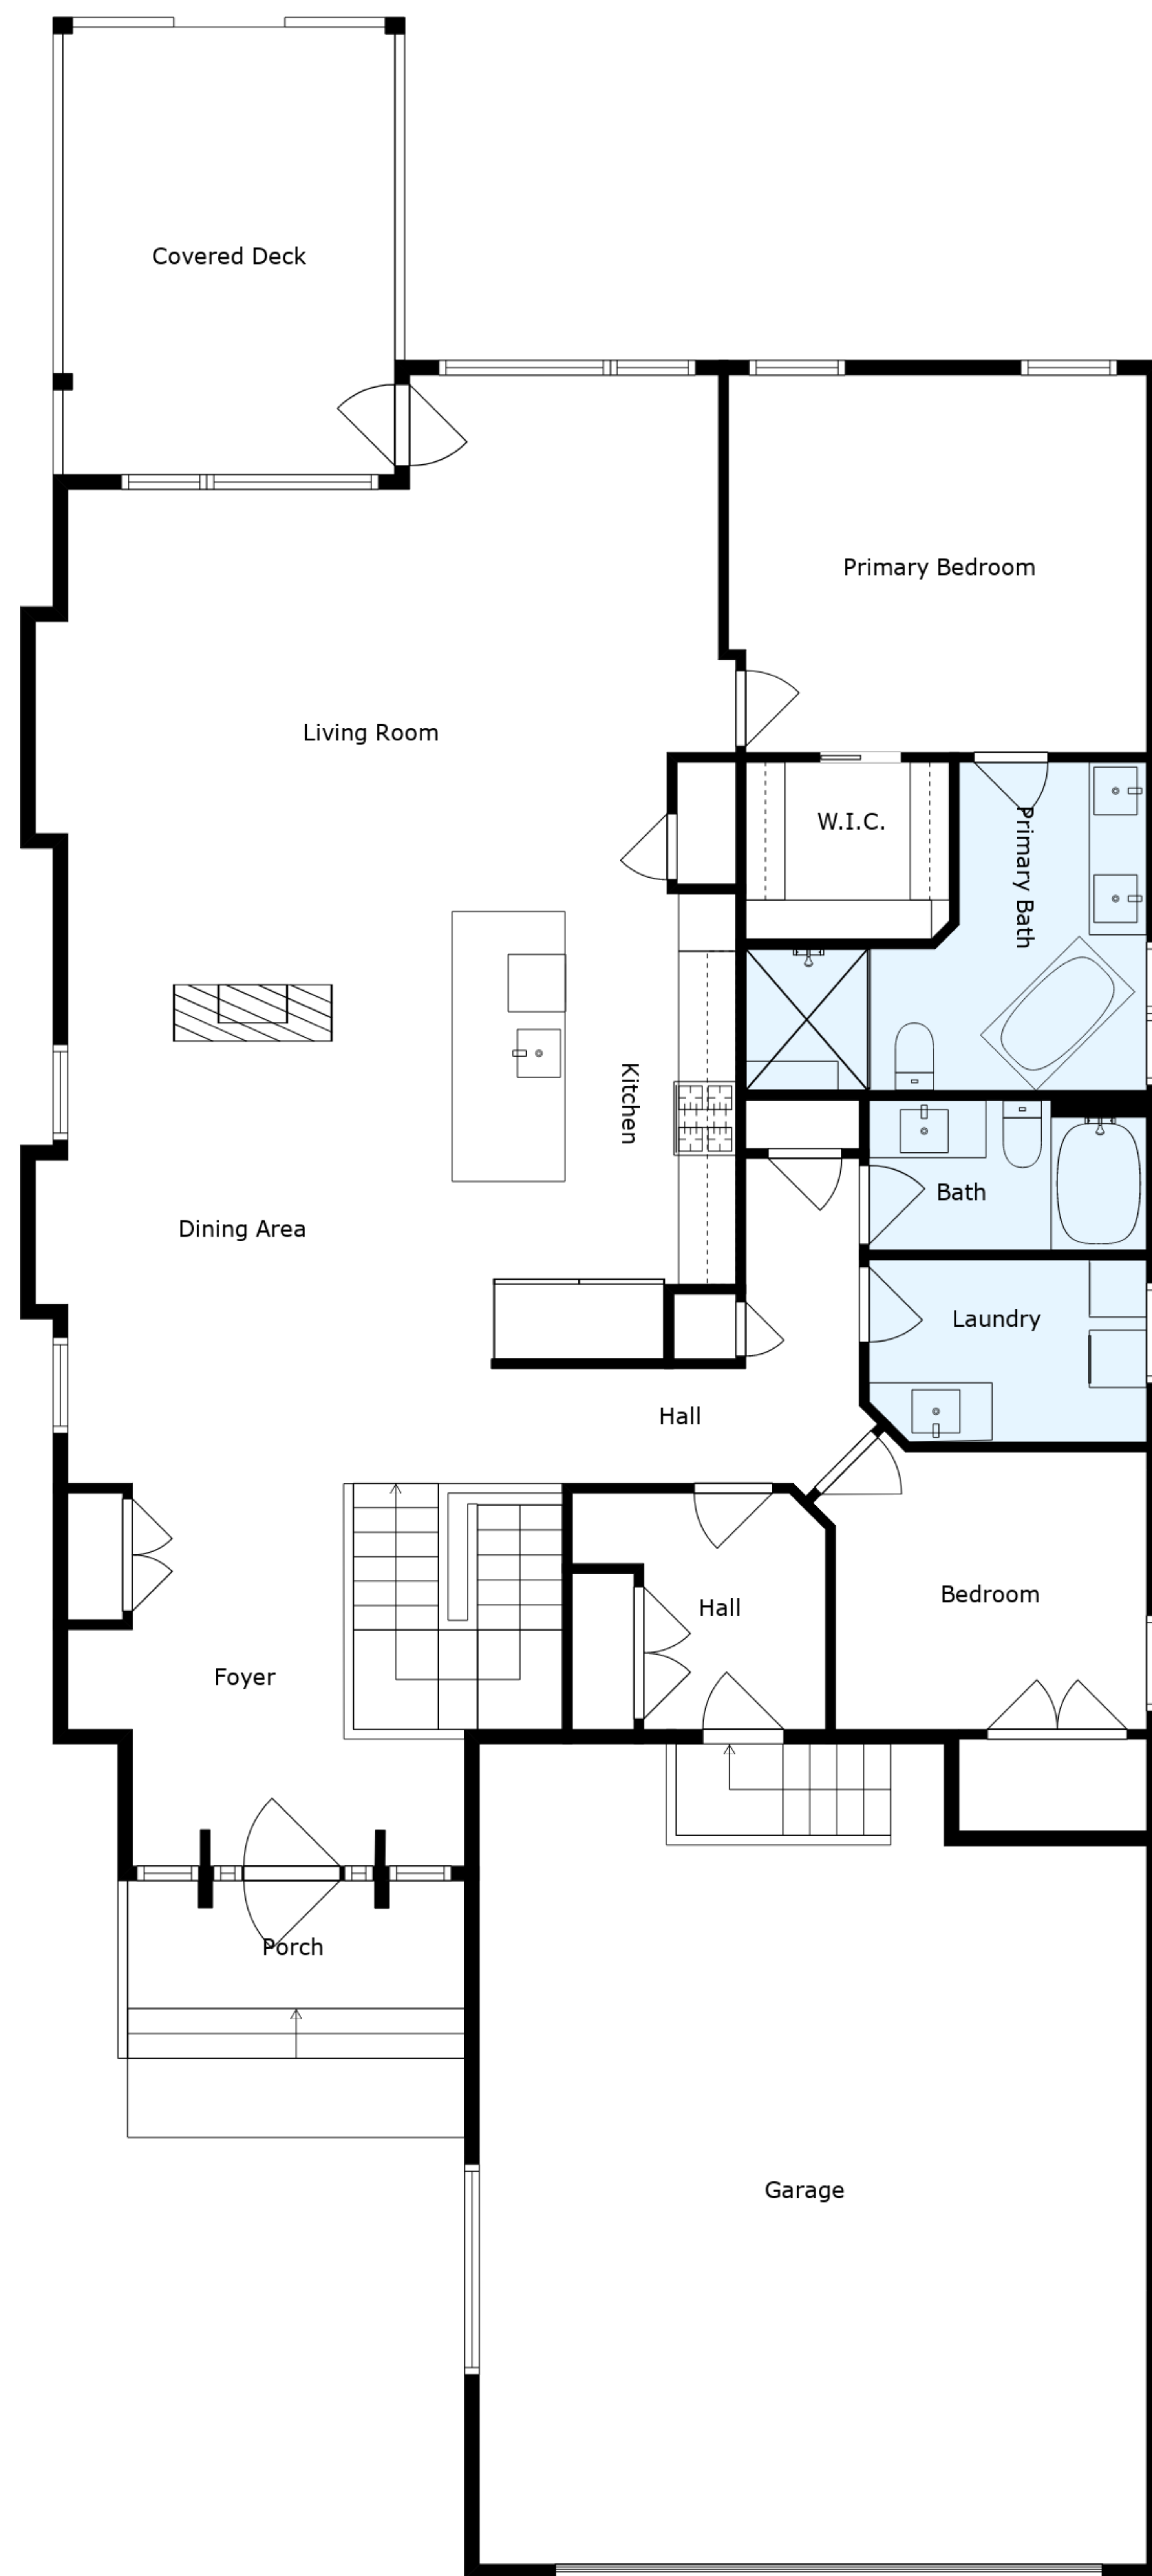 Covered Deck
Primary Bedroom
Living Room
W.I.C.
Primary Bath
Kitchen
Bath
Dining Area
Laundry
Hall
Bedroom
Hall
Foyer
Porch
Garage